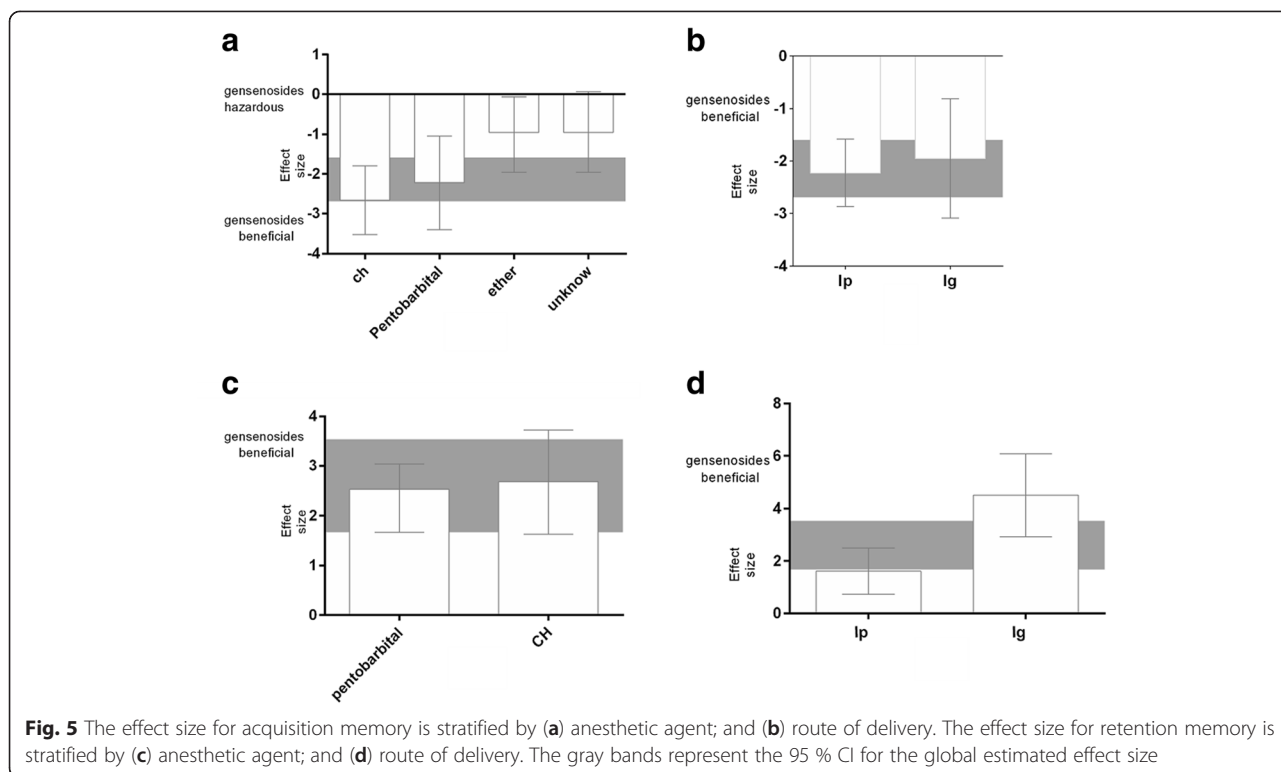 a
1
0
-1
-2
-3
-4
gensenosides
hazardous
Effect
size
gensenosides
beneficial
ch
Pentobarbital
ether
unknow
b
0
-1
-2
-3
-4
gensenosides
beneficial
Effect
size
Ip
Ig
c
4
3
2
1
0
gensenosides
beneficial
Effect
size
pentobarbital
CH
d
8
6
4
2
0
gensenosides
beneficial
Effect
size
Ip
Ig
Fig. 5 The effect size for acquisition memory is stratified by (a) anesthetic agent; and (b) route of delivery. The effect size for retention memory is
stratified by (c) anesthetic agent; and (d) route of delivery. The gray bands represent the 95 % CI for the global estimated effect size